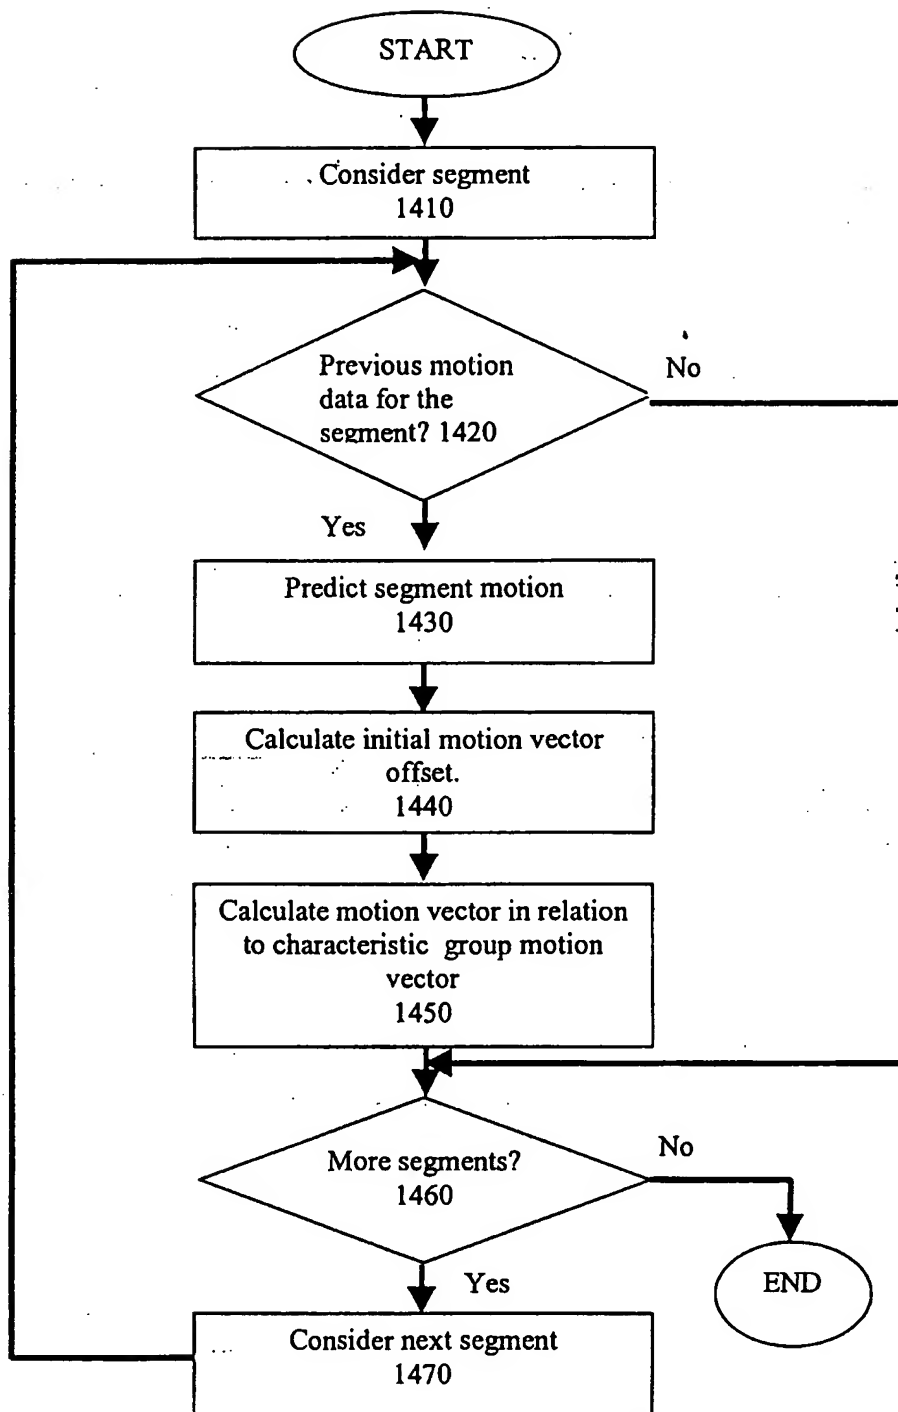 START
Consider segment
1410
Previous motion
data for the
segment? 1420
No
Yes
Predict segment motion
1430
Calculate initial motion vector
offset.
1440
Calculate motion vector in relation
to characteristic group motion
vector
1450
More segments?
1460
No
Yes
END
Consider next segment
1470